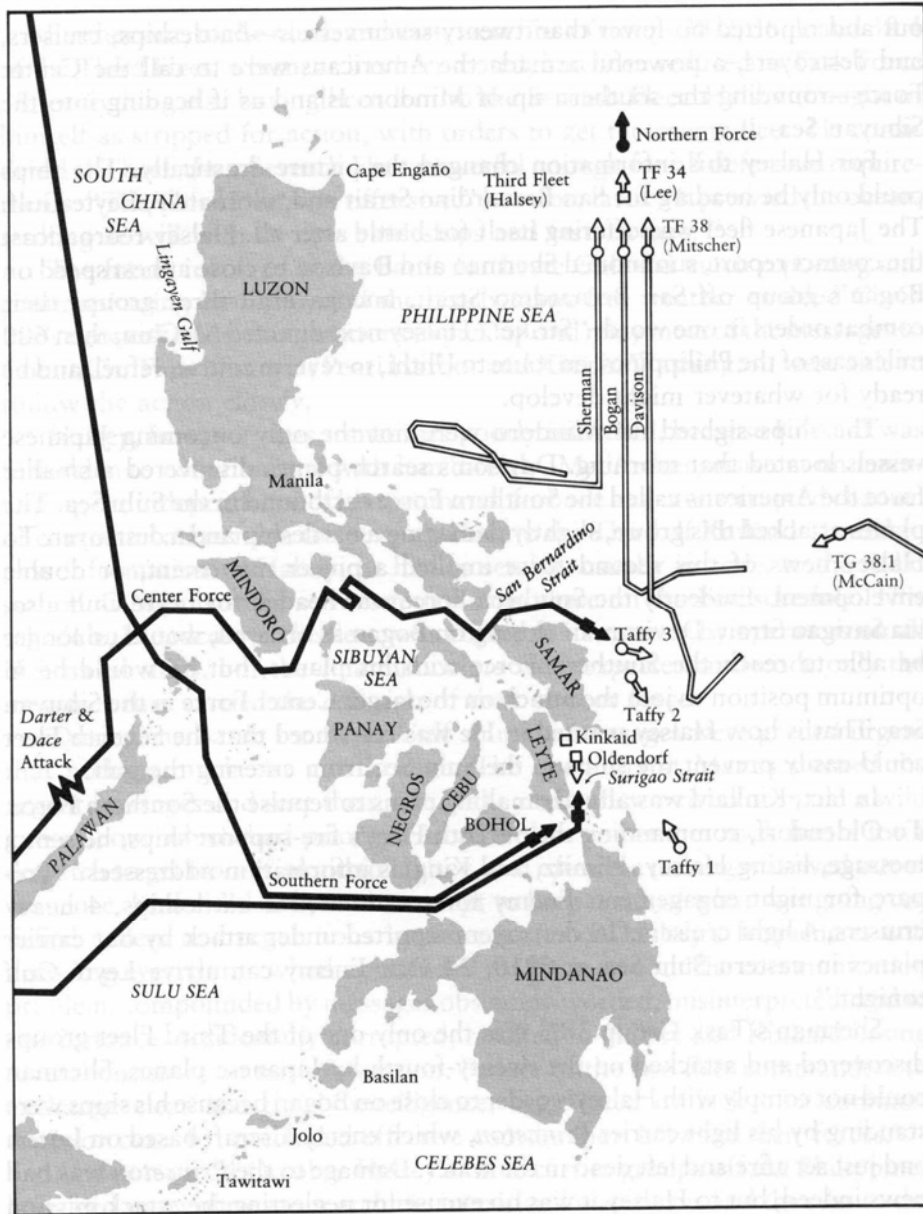 Northern Force
SOUTH
CHINA
SEA
Cape Engaño
Third Fleet
(Halsey)
TF 34
(Lee)
TF 38
(Mitscher)
Lingayen Gulf
LUZON
PHILIPPINE SEA
Sherman
Bogan
Davison
Manila
TG 38.1
(McCain)
San Bernardino
Strait
Center Force
MINDORO
Taffy 3
SIBUYAN
SEA
SAMAR
Taffy 2
Darter &
Dace
Attack
PANAY
LEYTE
Kinkaid
Oldendorf
Surigao Strait
NEGROS
CEBU
BOHOL
PALAWAN
Taffy 1
Southern Force
MINDANAO
SULU SEA
Basilan
Jolo
CELEBES SEA
Tawitawi